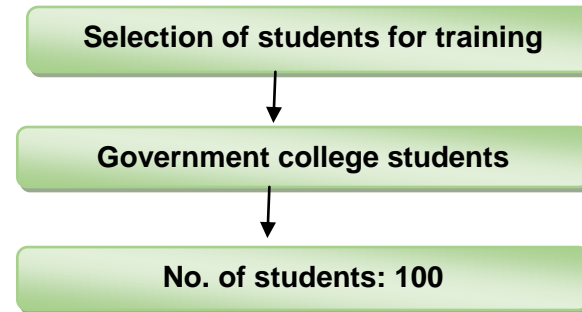 Selection of students for training
Government college students
No. of students: 100